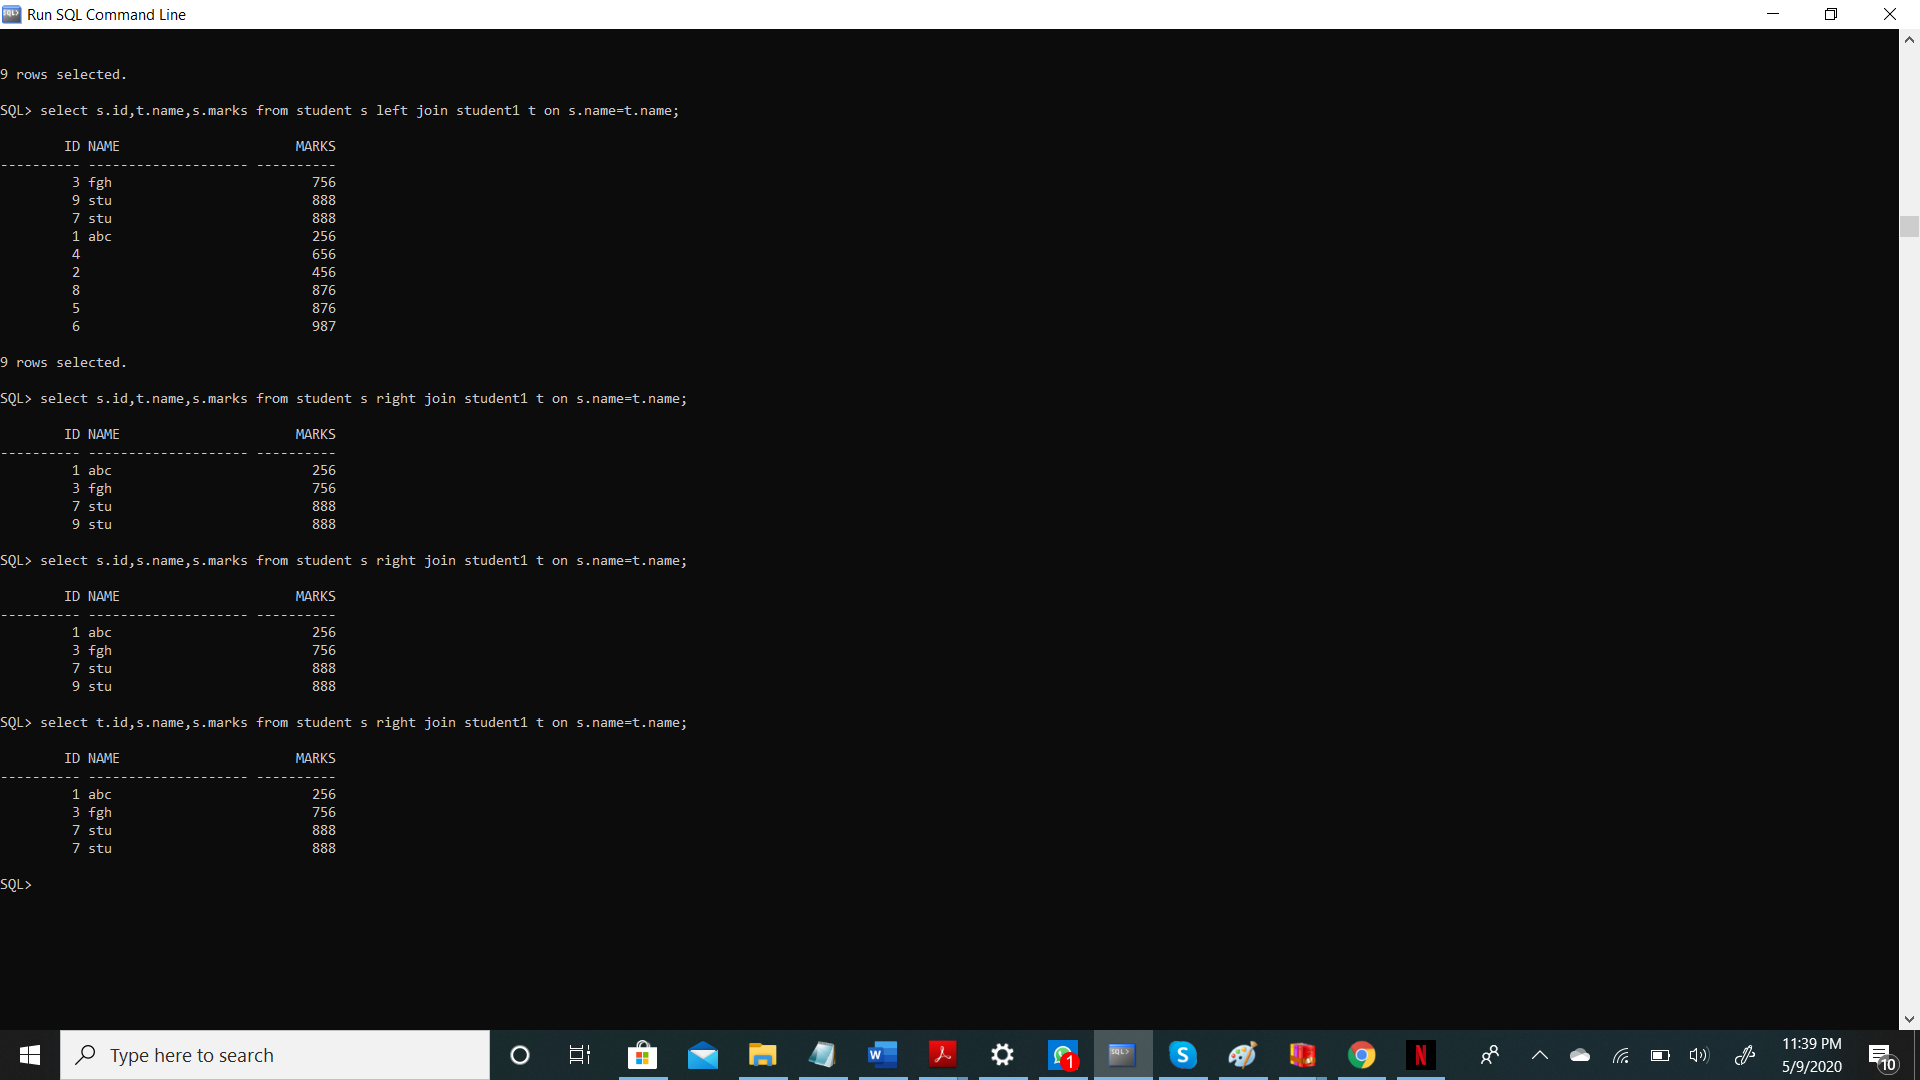 Run SQL Command Line
9 rows selected.
SQL> select s.id,t.name,s.marks from student s left join student1 t on s.name=t.name;
        ID NAME                      MARKS
---------- -------------------- ----------
         3 fgh                         756
         9 stu                         888
         7 stu                         888
         1 abc                         256
         4                             656
         2                             456
         8                             876
         5                             876
         6                             987
9 rows selected.
SQL> select s.id,t.name,s.marks from student s right join student1 t on s.name=t.name;
        ID NAME                      MARKS
---------- -------------------- ----------
         1 abc                         256
         3 fgh                         756
         7 stu                         888
         9 stu                         888
SQL> select s.id,s.name,s.marks from student s right join student1 t on s.name=t.name;
        ID NAME                      MARKS
---------- -------------------- ----------
         1 abc                         256
         3 fgh                         756
         7 stu                         888
         9 stu                         888
SQL> select t.id,s.name,s.marks from student s right join student1 t on s.name=t.name;
        ID NAME                      MARKS
---------- -------------------- ----------
         1 abc                         256
         3 fgh                         756
         7 stu                         888
         7 stu                         888
SQL>
Type here to search
1
11:39 PM
5/9/2020
10